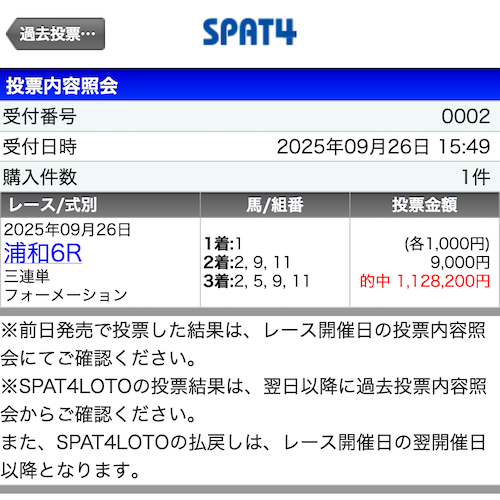 過去投票…
SPAT4
投票内容照会
受付番号 0002
受付日時 2025年09月26日 15:49
購入件数 1件
レース/式別 馬/組番 投票金額
2025年09月26日
浦和6R
三連単
フォーメーション
1着:1
2着:2, 9, 11
3着:2, 5, 9, 11
(各1,000円)
9,000円
的中 1,128,200円
※前日発売で投票した結果は、レース開催日の投票内容照
会にてご確認ください。
※SPAT4LOTOの投票結果は、翌日以降に過去投票内容照
会からご確認ください。
また、SPAT4LOTOの払戻しは、レース開催日の翌開催日
以降となります。